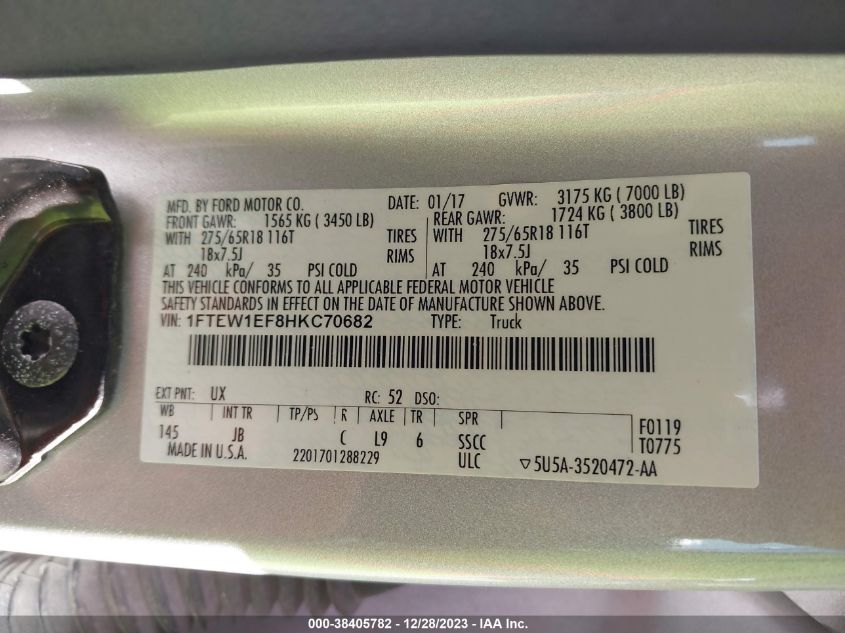 MFD. BY FORD MOTOR CO. DATE: 01/17 GVWR: 3175 KG ( 7000 LB)
FRONT GAWR: 1565 KG ( 3450 LB) REAR GAWR: 1724 KG ( 3800 LB)
WITH 275/65R18 116T TIRES WITH 275/65R18 116T TIRES
18x7.5J RIMS 18x7.5J RIMS
AT 240 kPa/ 35 PSI COLD AT 240 kPa/ 35 PSI COLD
THIS VEHICLE CONFORMS TO ALL APPLICABLE FEDERAL MOTOR VEHICLE
SAFETY STANDARDS IN EFFECT ON THE DATE OF MANUFACTURE SHOWN ABOVE.
VIN: 1FTEW1EF8HKC70682 TYPE: Truck
EXT PNT: UX RC: 52 DSO:
WB INT TR TP/PS R AXLE TR SPR F0119
145 JB C L9 6 SSCC T0775
MADE IN U.S.A. 2201701288229 ULC ▽5U5A-3520472-AA
000-38405782 - 12/28/2023 - IAA Inc.